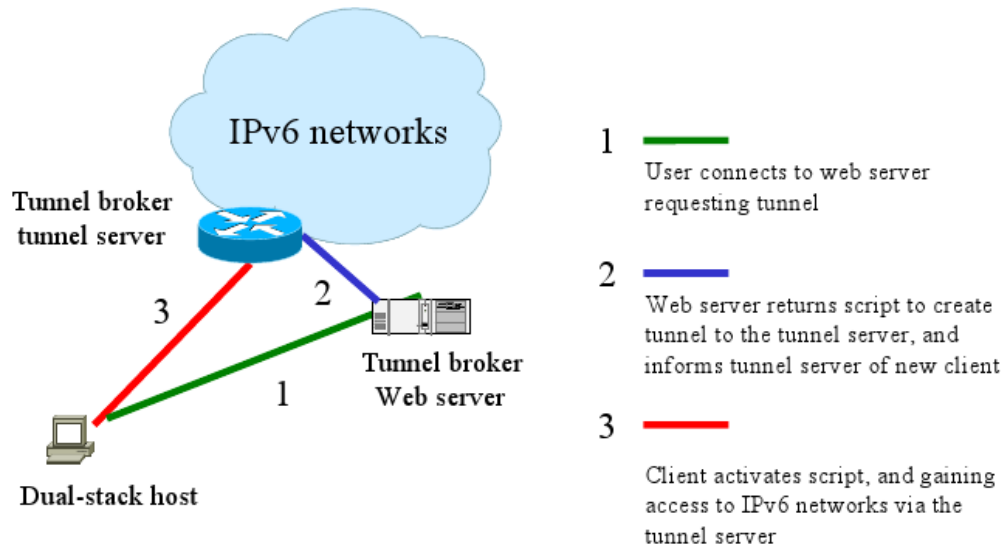 IPv6 networks
Tunnel broker
tunnel server
3
2
1
Tunnel broker
Web server
Dual-stack host
1
User connects to web server
requesting tunnel
2
Web server returns script to create
tunnel to the tunnel server, and
informs tunnel server of new client
3
Client activates script, and gaining
access to IPv6 networks via the
tunnel server